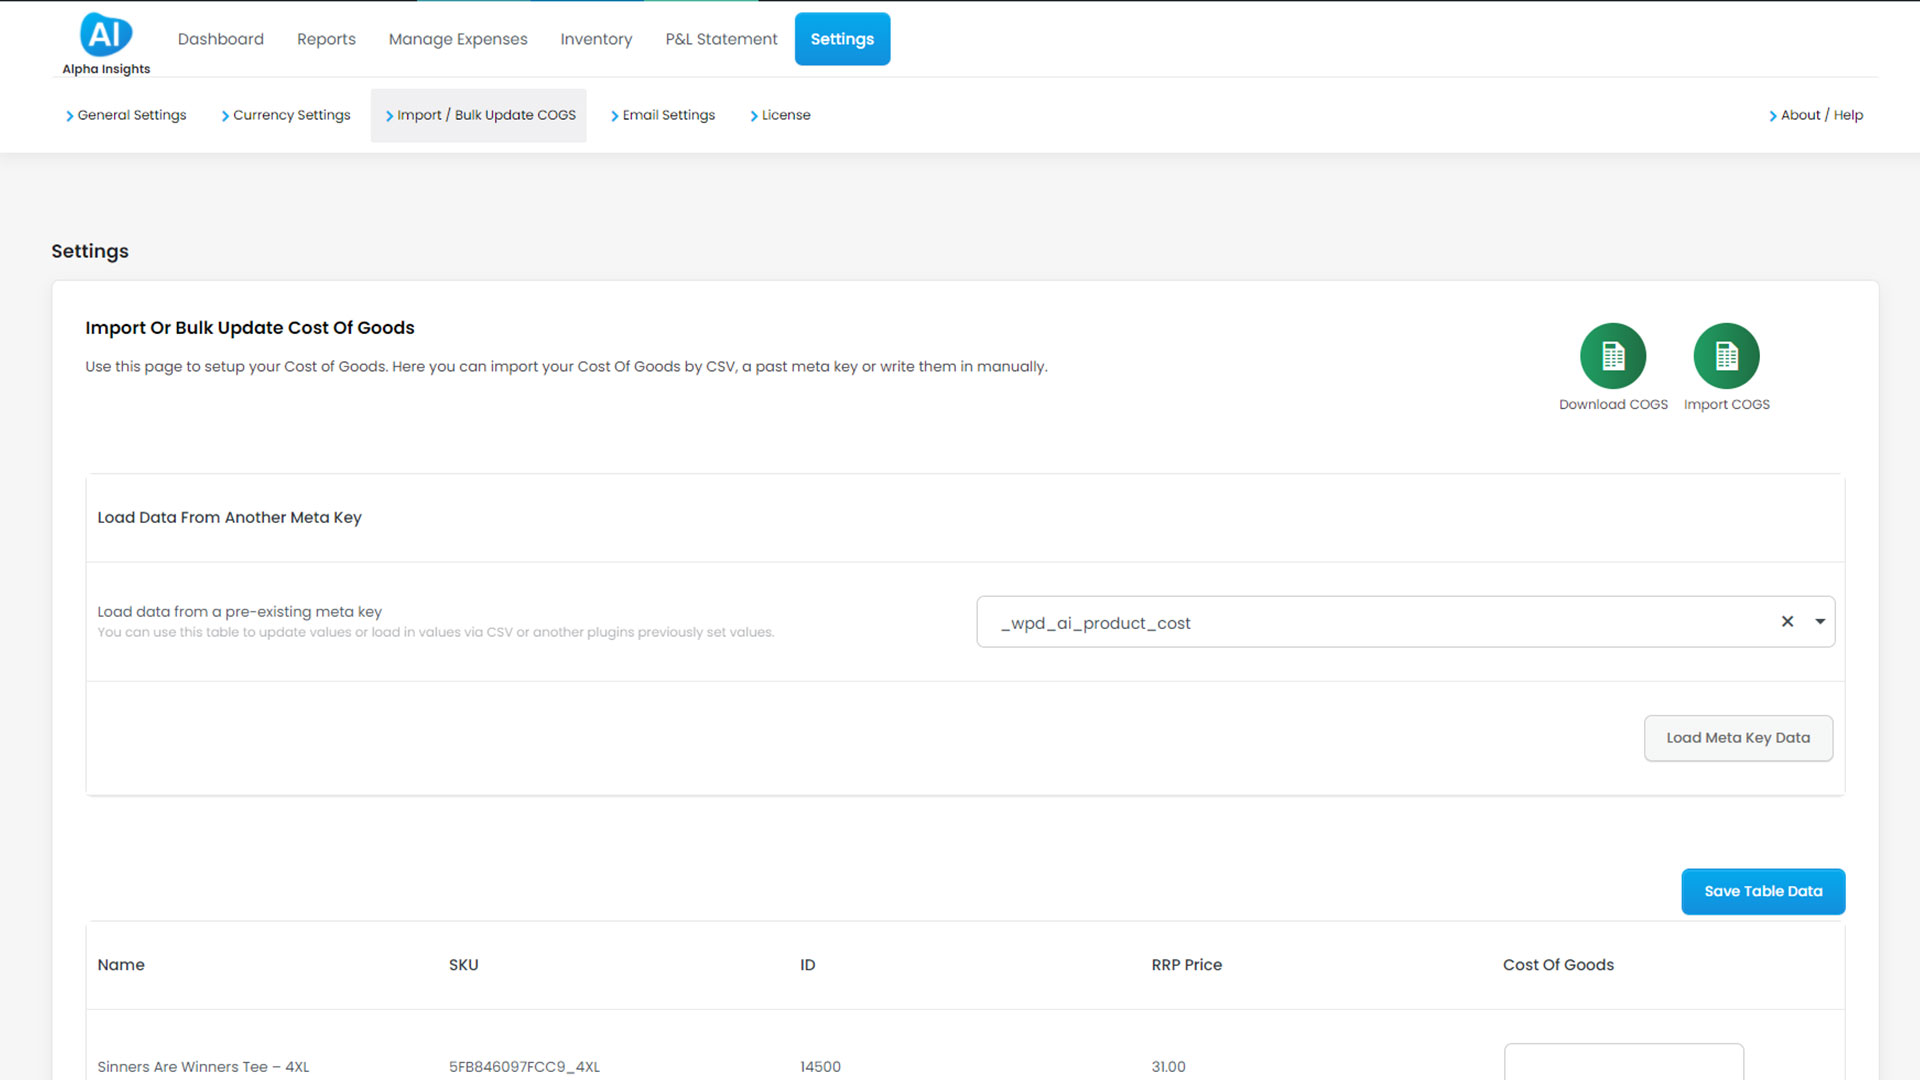 AI
Alpha Insights
Dashboard Reports Manage Expenses Inventory P&L Statement Settings
General Settings Currency Settings Import / Bulk Update COGS Email Settings License About / Help
Settings
Import Or Bulk Update Cost Of Goods
Use this page to setup your Cost of Goods. Here you can import your Cost Of Goods by CSV, a past meta key or write them in manually.
Download COGS Import COGS
Load Data From Another Meta Key
Load data from a pre-existing meta key
You can use this table to update values or load in values via CSV or another plugins previously set values.
_wpd_ai_product_cost
Load Meta Key Data
Save Table Data
Name SKU ID RRP Price Cost Of Goods
Sinners Are Winners Tee – 4XL 5FB846097FCC9_4XL 14500 31.00